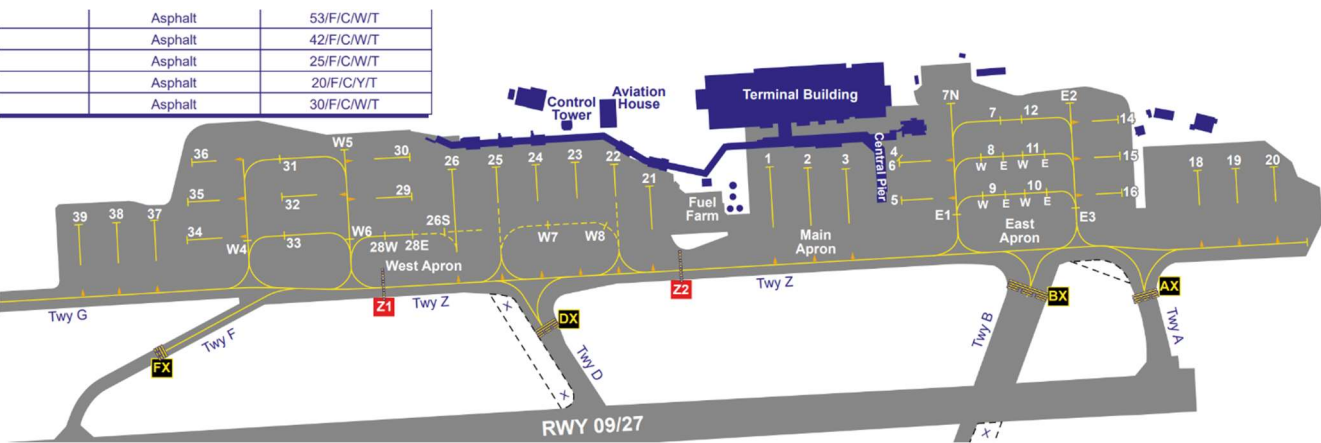 Asphalt 53/F/C/W/T
Asphalt 42/F/C/W/T
Asphalt 25/F/C/W/T
Asphalt 20/F/C/Y/T
Asphalt 30/F/C/W/T
Control
Tower
Aviation
House
Terminal Building
7N
E2
7
12
14
36
31
W5
30
26
25
24
23
22
21
1
2
3
Central Pier
4
6
8
11
W
E
W
E
15
18
19
20
35
32
29
Fuel
Farm
5
9
10
W
E
W
E
16
39
38
37
34
W4
33
W6
28W
28E
26S
W7
W8
E1
E3
West Apron
Main
Apron
East
Apron
Z1
Z2
Twy G
Twy Z
Twy Z
FX
Twy F
X
DX
Twy D
X
Twy B
BX
AX
Twy A
RWY 09/27
X